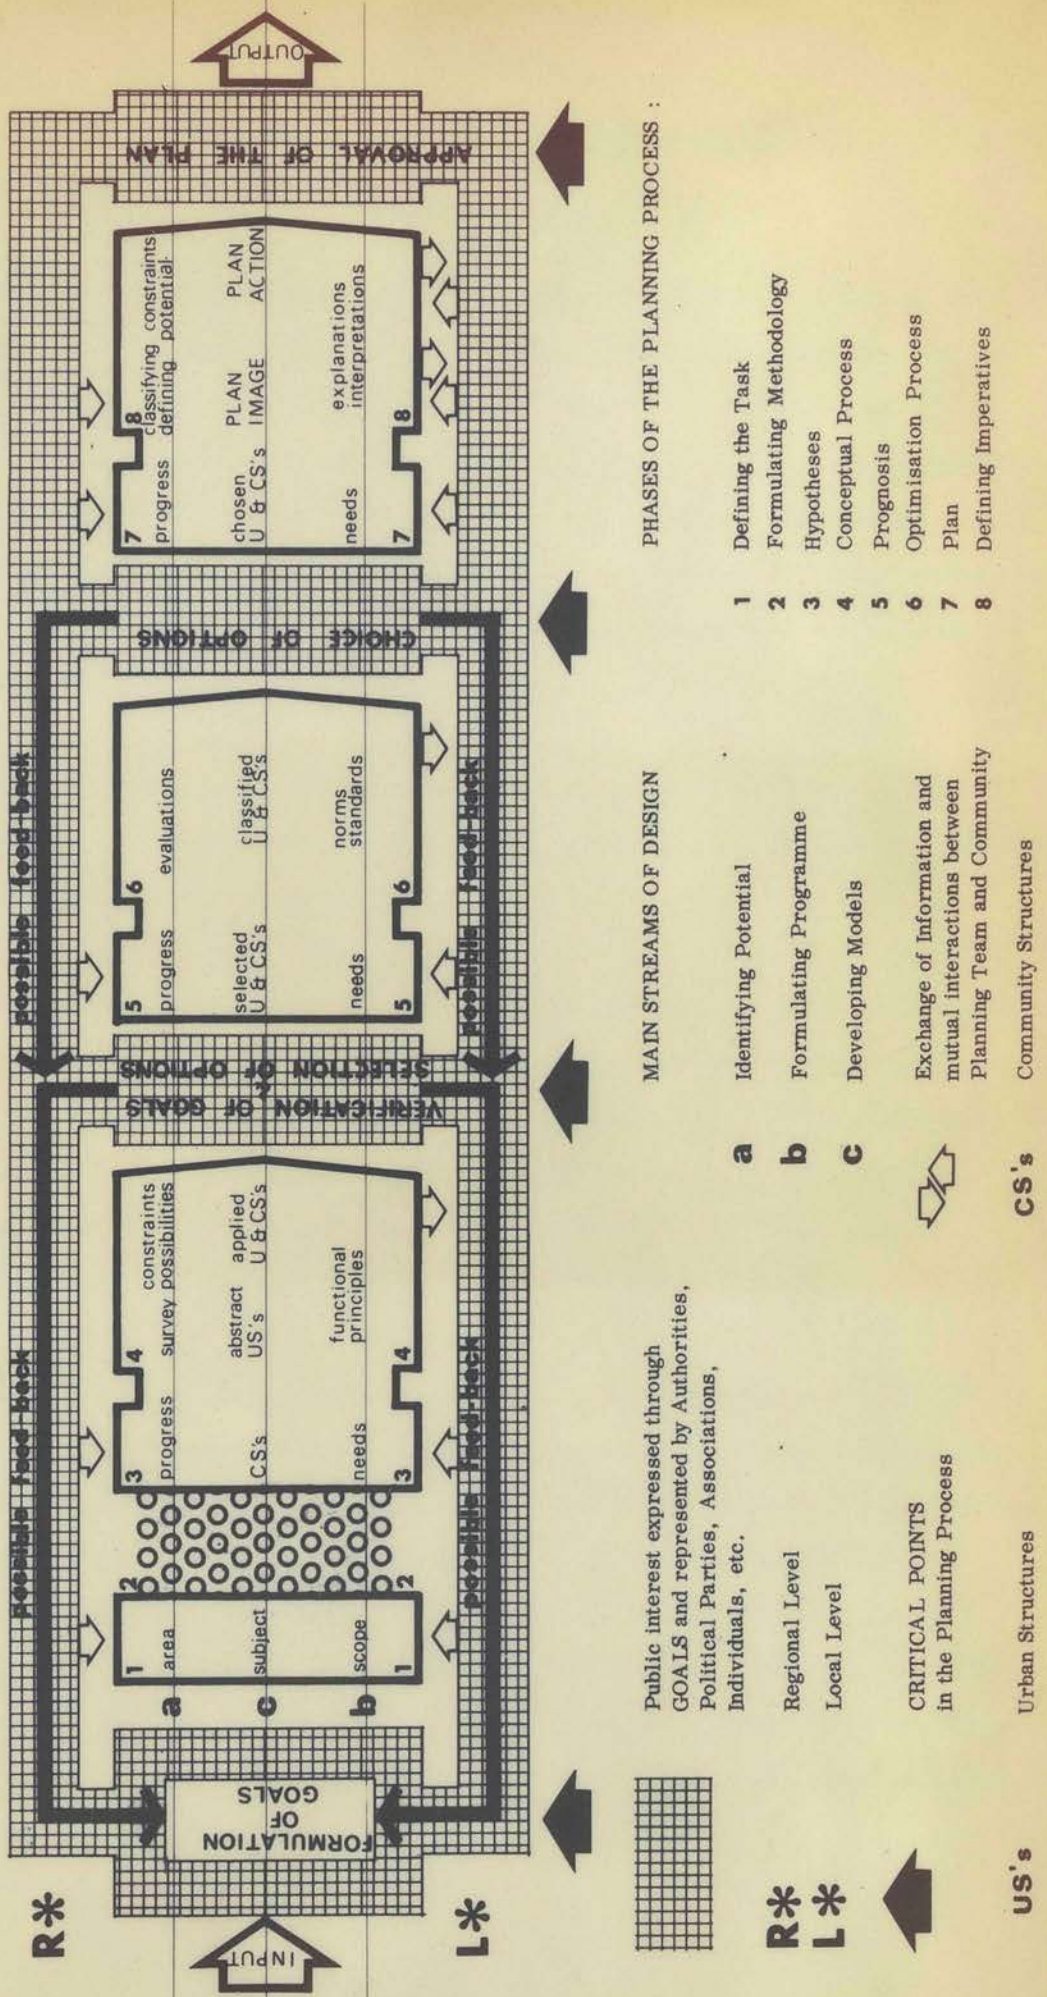 R*
L*
INPUT
FORMULATION
OF
GOALS
possible feed-back
possible feed-back
a
c
b
1
area
subject
scope
1
2
2
3
progress
CS's
needs
3
4
constraints
survey possibilities
abstract
US's
applied
U & CS's
functional
principles
4
VERIFICATION OF GOALS
SELECTION OF OPTIONS
possible feed-back
possible feed-back
5
progress
selected
U & CS's
needs
5
6
evaluations
classified
U & CS's
norms
standards
6
CHOICE OF OPTIONS
7
progress
chosen
U & CS's
needs
7
8
classifying constraints
defining potential
PLAN
IMAGE
PLAN
ACTION
explanations
interpretations
8
APPROVAL OF THE PLAN
OUTPUT
Public interest expressed through
GOALS and represented by Authorities,
Political Parties, Associations,
Individuals, etc.
R* Regional Level
L* Local Level
CRITICAL POINTS
in the Planning Process
US's Urban Structures
MAIN STREAMS OF DESIGN
a Identifying Potential
b Formulating Programme
c Developing Models
Exchange of Information and
mutual interactions between
Planning Team and Community
CS's Community Structures
PHASES OF THE PLANNING PROCESS :
1 Defining the Task
2 Formulating Methodology
3 Hypotheses
4 Conceptual Process
5 Prognosis
6 Optimisation Process
7 Plan
8 Defining Imperatives